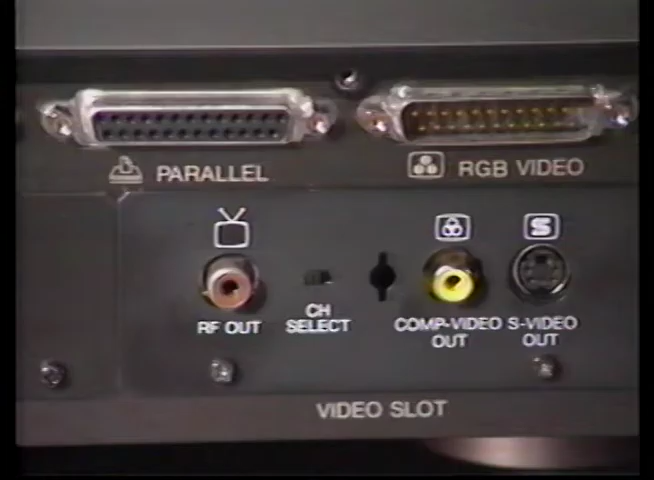 PARALLEL
RGB VIDEO
S
RF OUT
CH
SELECT
COMP-VIDEO
OUT
S-VIDEO
OUT
VIDEO SLOT